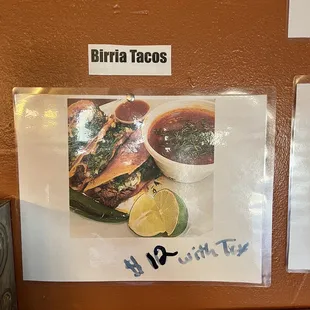 Birria Tacos
$12 with Tax